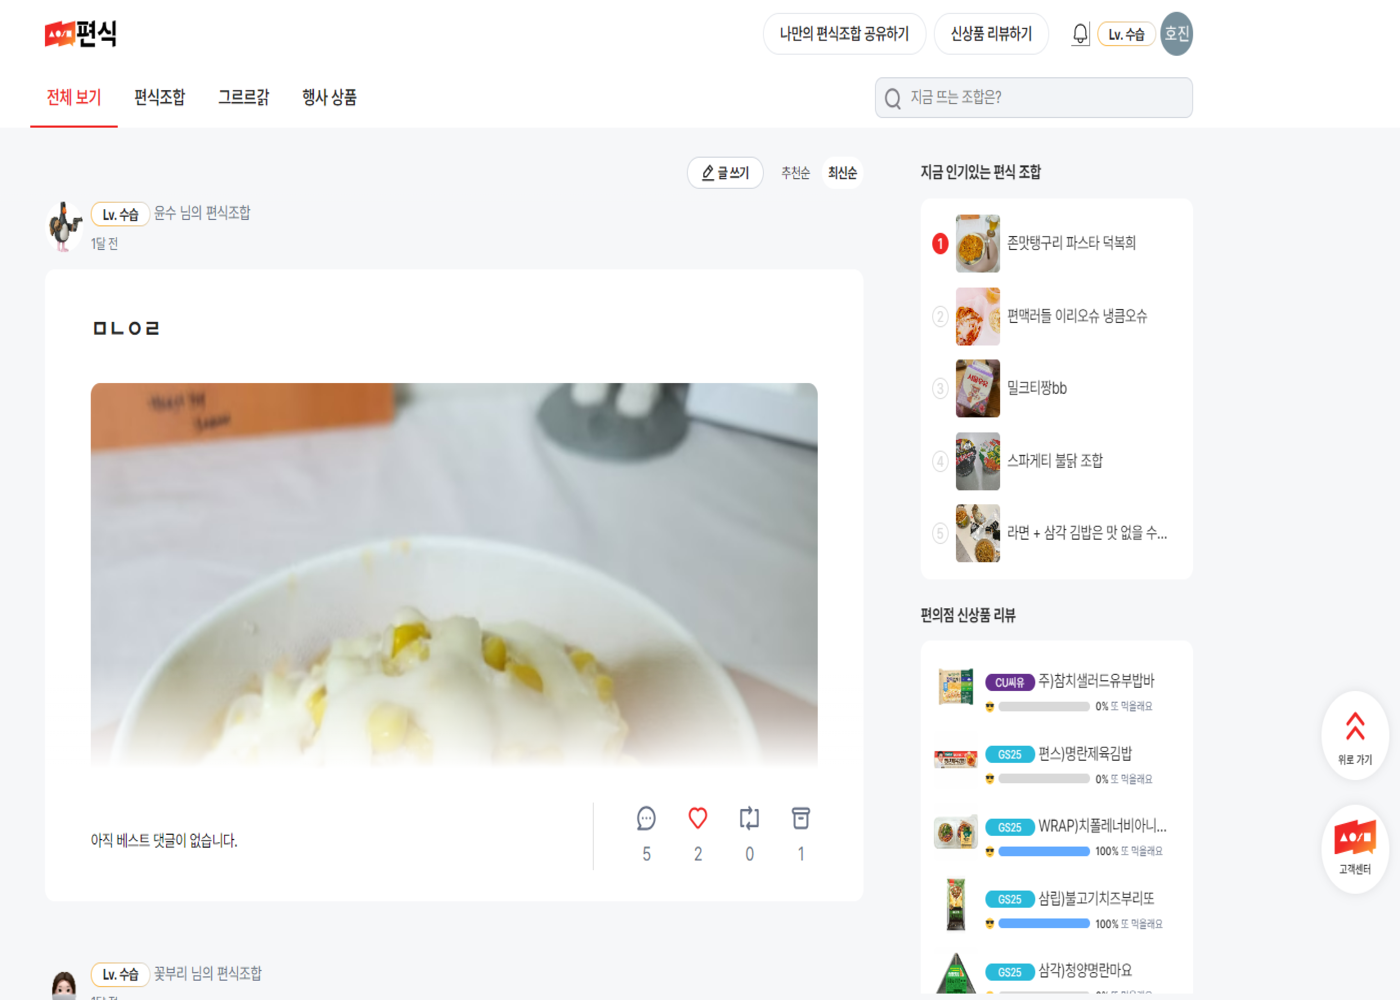 편식
나만의 편식조합 공유하기
신상품 리뷰하기
Lv. 수습
호진
전체 보기
편식조합
그르르갉
행사 상품
지금 뜨는 조합은?
글 쓰기
추천순
최신순
Lv. 수습 윤수 님의 편식조합
1달 전
ㅁㄴㅇㄹ
아직 베스트 댓글이 없습니다.
5
2
0
1
Lv. 수습 꽃부리 님의 편식조합
1달 전
지금 인기있는 편식 조합
1 존맛탱구리 파스타 덕복희
2 편맥러들 이리오슈 냉큼오슈
3 밀크티짱bb
4 스파게티 불닭 조합
5 라면 + 삼각 김밥은 맛 없을 수...
편의점 신상품 리뷰
CU씨유 주)참치샐러드유부밥바
0% 또 먹을래요
GS25 편스)명란제육김밥
0% 또 먹을래요
GS25 WRAP)치폴레너비아니...
100% 또 먹을래요
GS25 삼립)불고기치즈부리또
100% 또 먹을래요
GS25 삼각)청양명란마요
위로 가기
고객센터